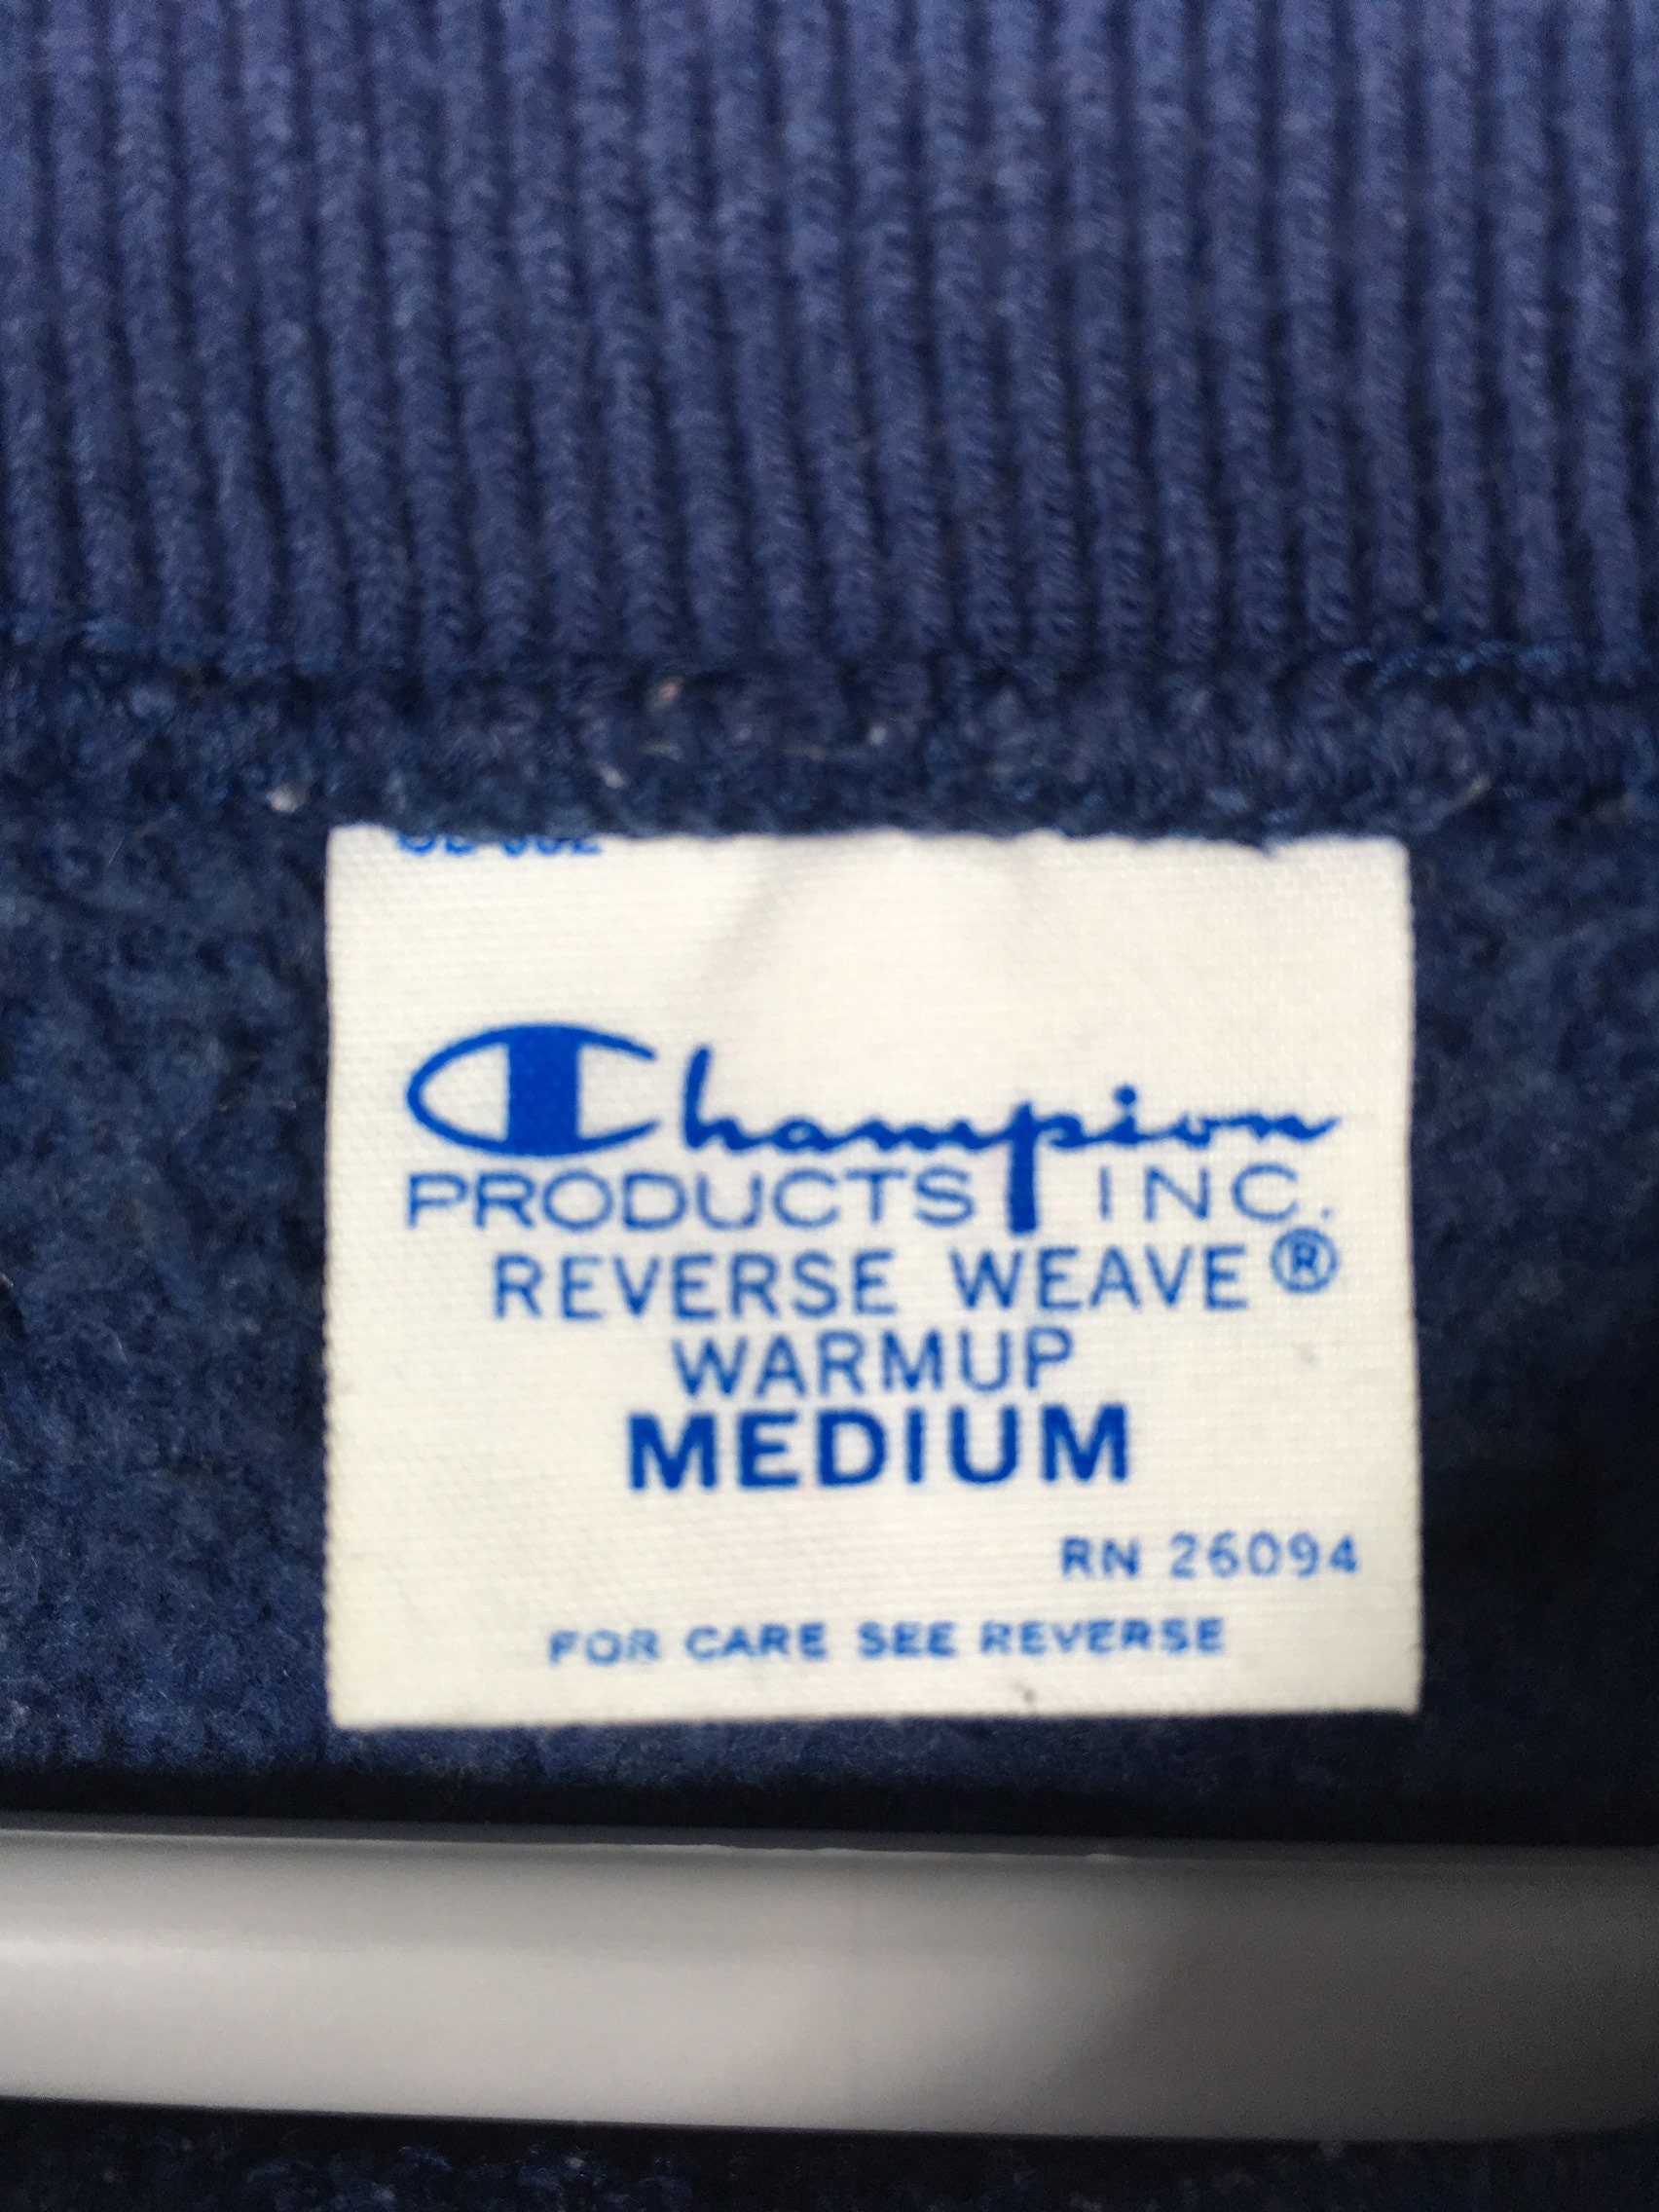 Champion
PRODUCTS INC.
REVERSE WEAVE®
WARMUP
MEDIUM
RN 26094
FOR CARE SEE REVERSE